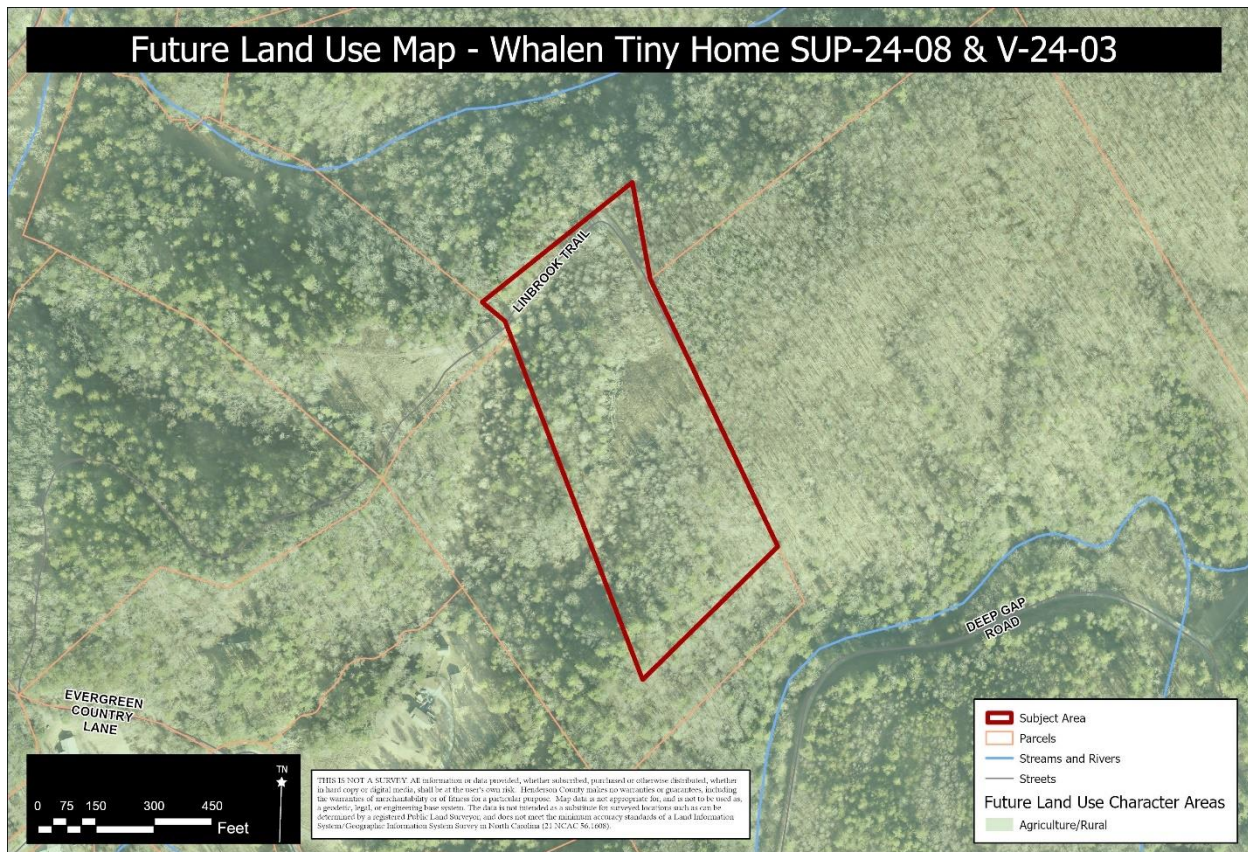 Future Land Use Map - Whalen Tiny Home SUP-24-08 & V-24-03
LINBROOK TRAIL
DEEP GAP
ROAD
EVERGREEN
COUNTRY
LANE
Subject Area
Parcels
Streams and Rivers
Streets
Future Land Use Character Areas
Agriculture/Rural
TN
0 75 150 300 450
Feet
THIS IS NOT A SURVEY. All information or data provided, whether subscribed, purchased or otherwise distributed, whether
in hard copy or digital media, shall be at the user's own risk. Henderson County makes no warranties or guarantees, including
the warranties of merchantability or of fitness for a particular purpose. Map data is not appropriate for, and is not to be used as,
a geodetic, legal, or engineering base system. The data is not intended as a substitute for surveyed locations such as can be
determined by a registered Public Land Surveyor, and does not meet the minimum accuracy standards of a Land Information
System/Geographic Information System Survey in North Carolina (21 NCAC 56.1608).